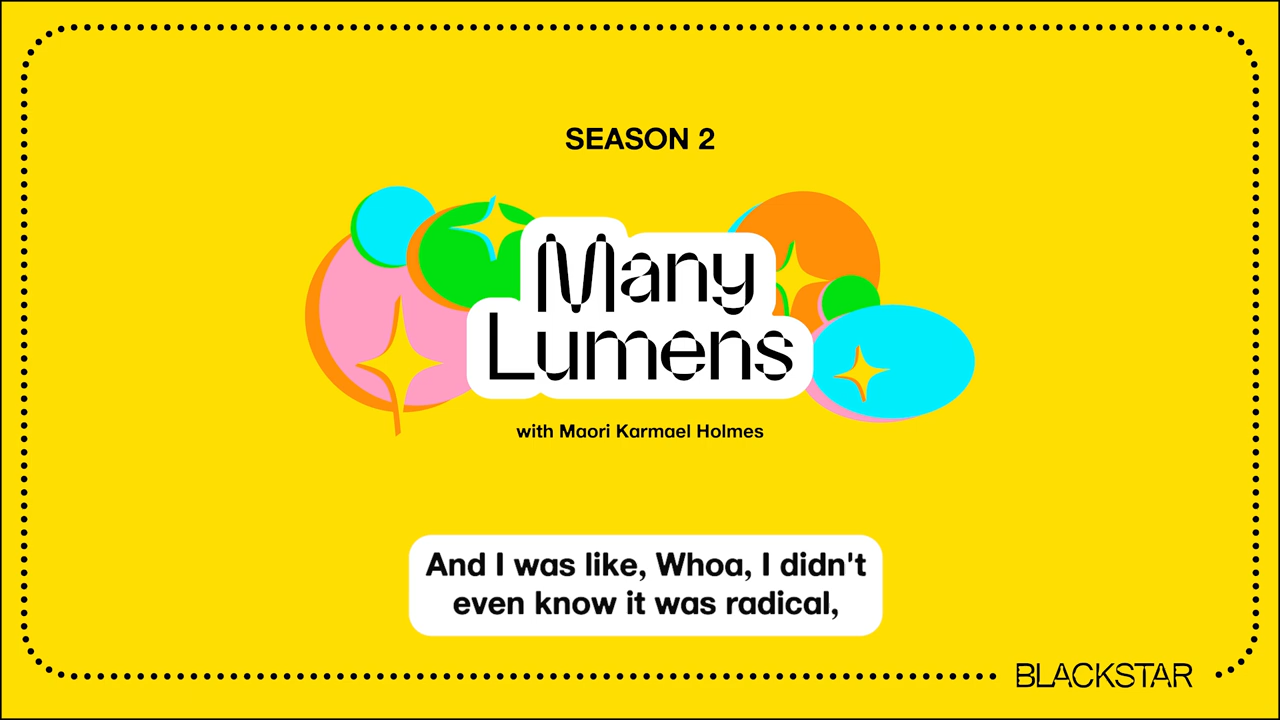 SEASON 2
Many
Lumens
with Maori Karmael Holmes
And I was like, Whoa, I didn't
even know it was radical,
BLACKSTAR